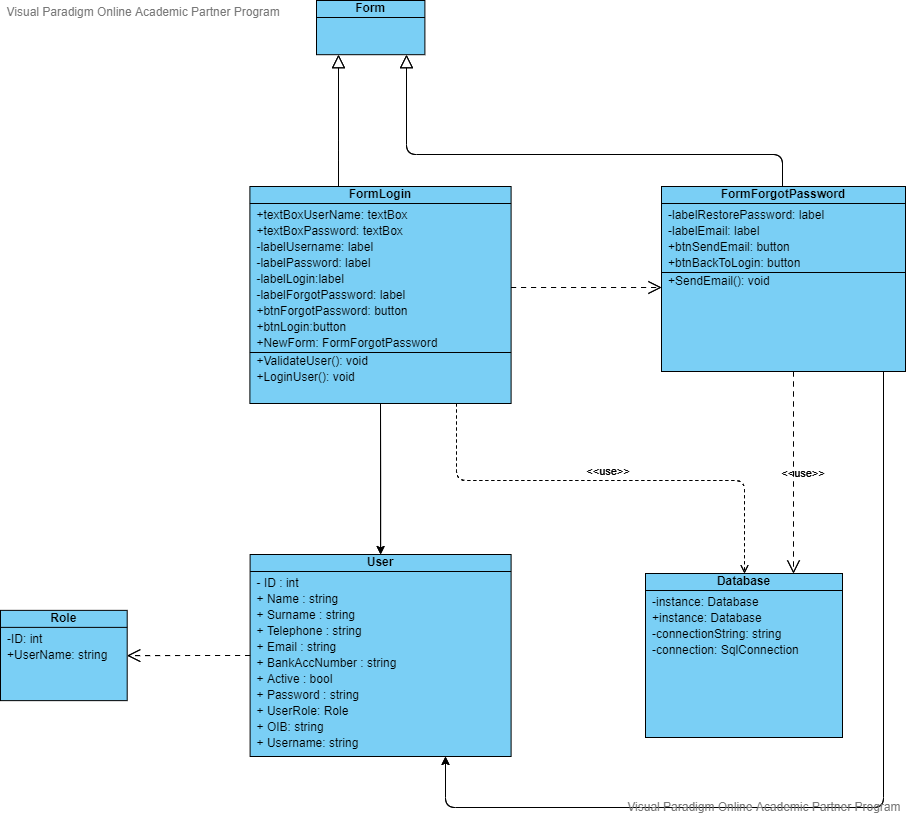 Visual Paradigm Online Academic Partner Program
Form
FormLogin
+textBoxUserName: textBox
+textBoxPassword: textBox
-labelUsername: label
-labelPassword: label
-labelLogin:label
-labelForgotPassword: label
+btnForgotPassword: button
+btnLogin:button
+NewForm: FormForgotPassword
+ValidateUser(): void
+LoginUser(): void
FormForgotPassword
-labelRestorePassword: label
-labelEmail: label
+btnSendEmail: button
+btnBackToLogin: button
+SendEmail(): void
<<use>>
<<use>>
User
- ID : int
+ Name : string
+ Surname : string
+ Telephone : string
+ Email : string
+ BankAccNumber : string
+ Active : bool
+ Password : string
+ UserRole: Role
+ OIB: string
+ Username: string
Role
-ID: int
+UserName: string
Database
-instance: Database
+instance: Database
-connectionString: string
-connection: SqlConnection
Visual Paradigm Online Academic Partner Program